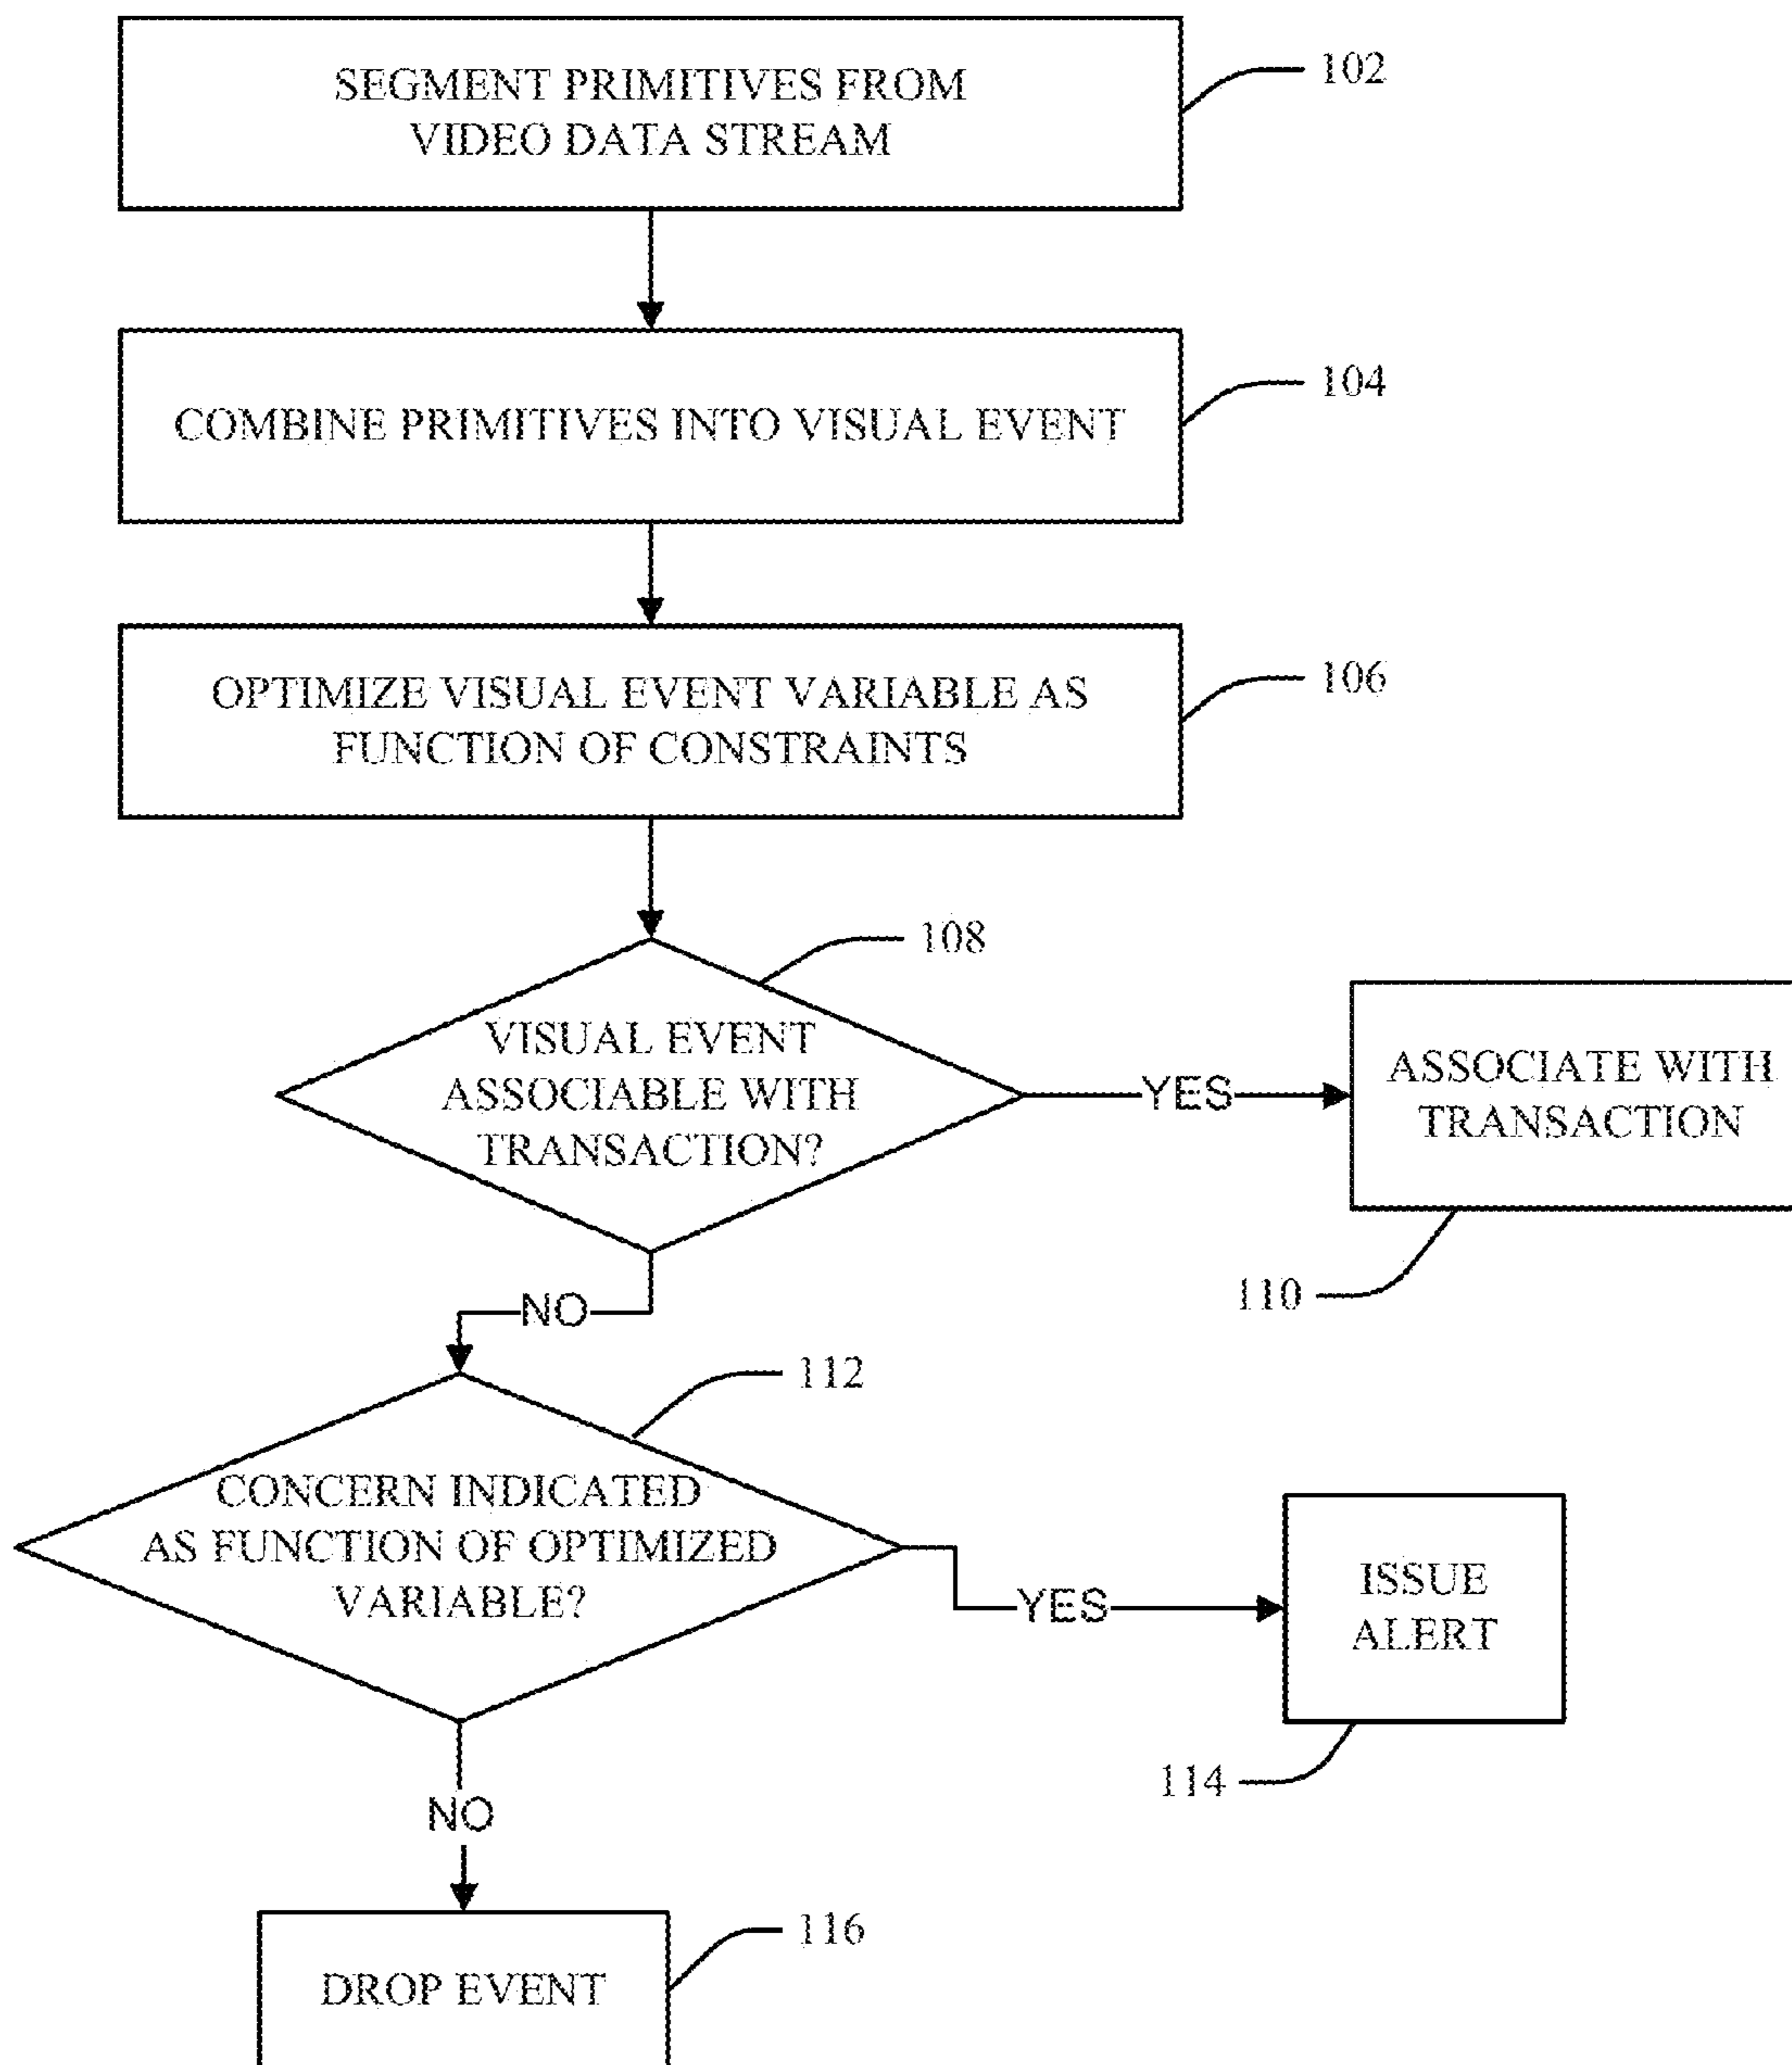 SEGMENT PRIMITIVES FROM
VIDEO DATA STREAM
102
COMBINE PRIMITIVES INTO VISUAL EVENT
104
OPTIMIZE VISUAL EVENT VARIABLE AS
FUNCTION OF CONSTRAINTS
106
VISUAL EVENT
ASSOCIABLE WITH
TRANSACTION?
108
YES
ASSOCIATE WITH
TRANSACTION
110
NO
CONCERN INDICATED
AS FUNCTION OF OPTIMIZED
VARIABLE?
112
YES
ISSUE
ALERT
114
NO
DROP EVENT
116